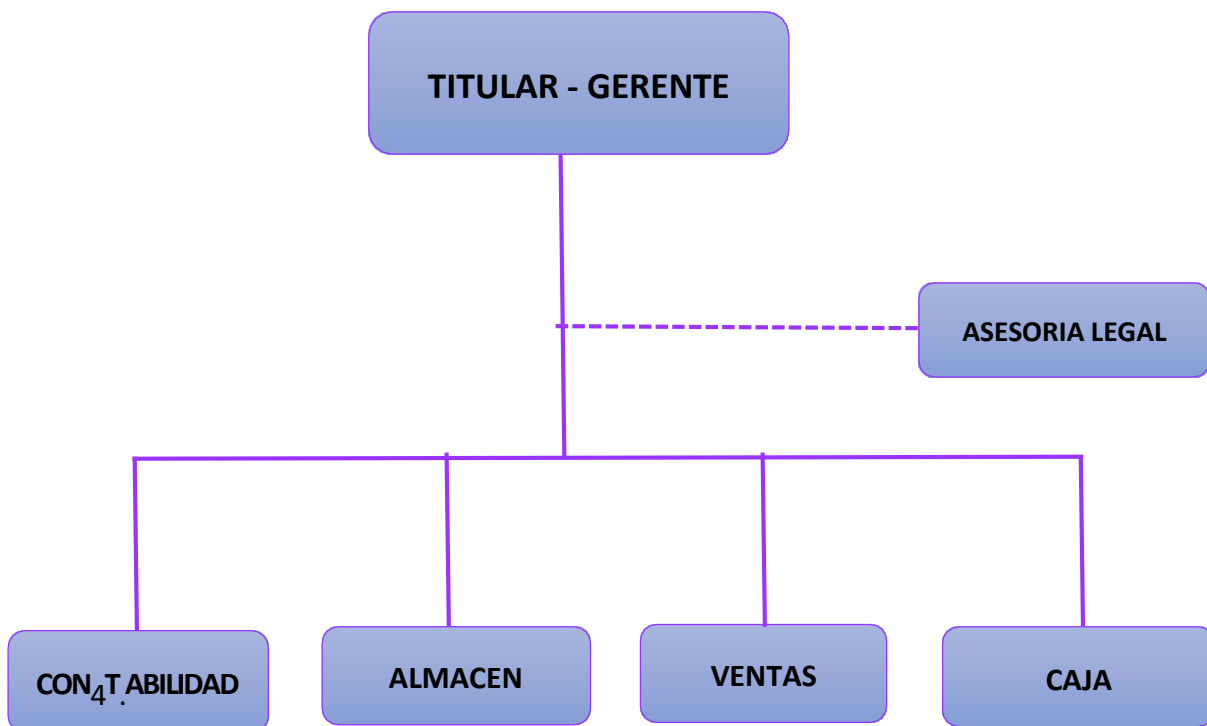 TITULAR - GERENTE
ASESORIA LEGAL
CON4T.ABILIDAD
ALMACEN
VENTAS
CAJA